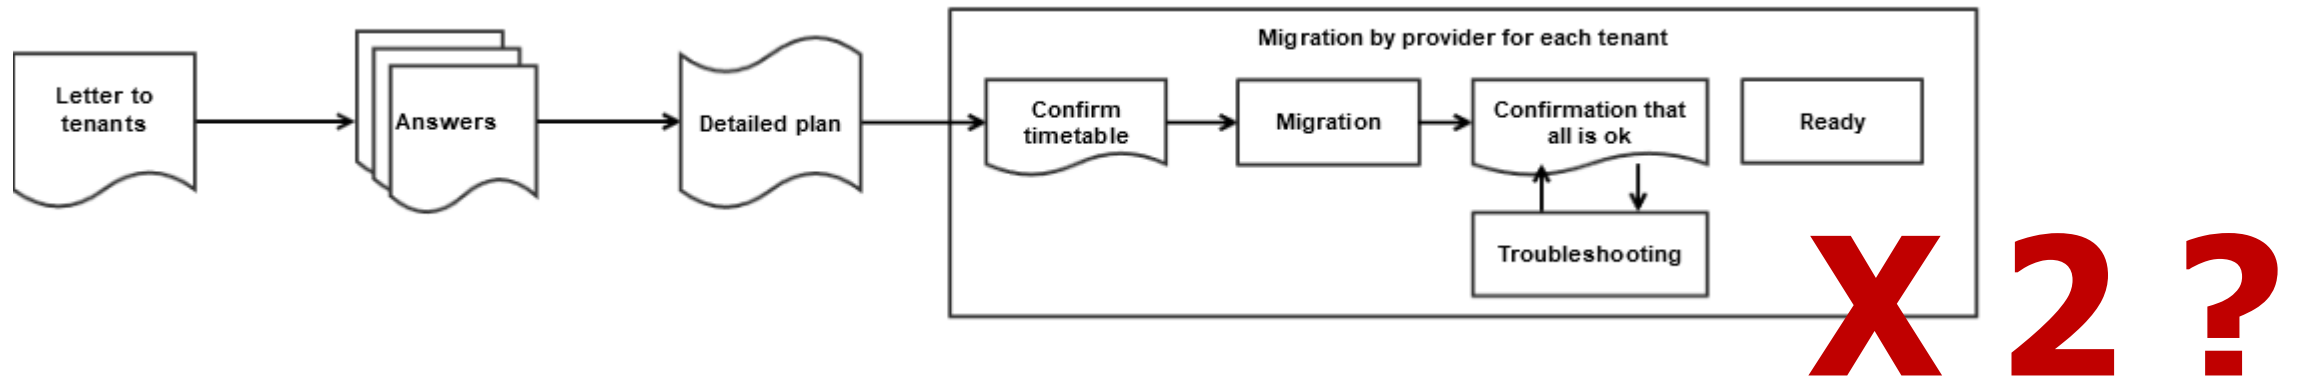 Migration by provider for each tenant
Letter to
tenants
Answers
Detailed plan
Confirm
timetable
Migration
Confirmation that
all is ok
Ready
Troubleshooting
X 2 ?